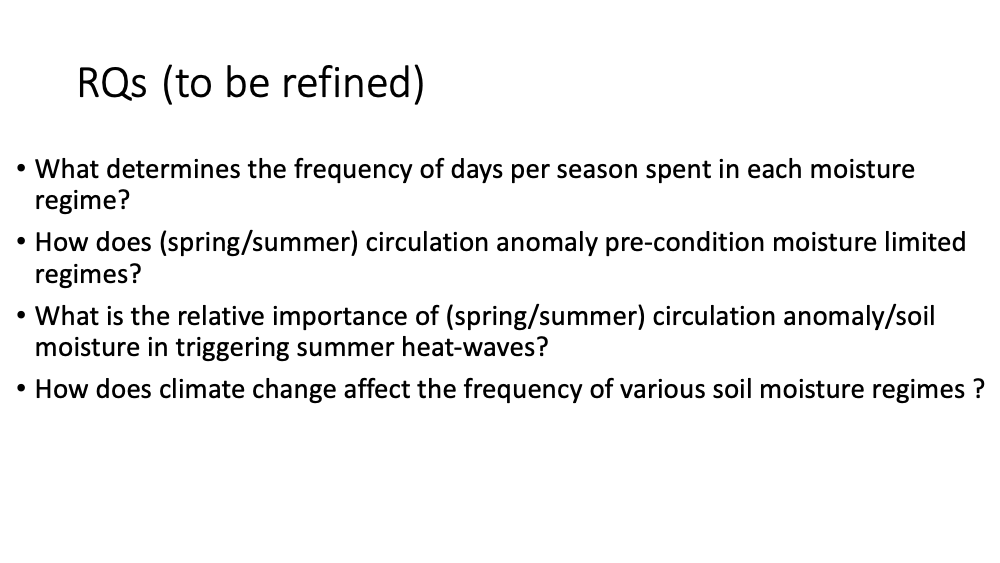 RQs (to be refined)
• What determines the frequency of days per season spent in each moisture
regime?
• How does (spring/summer) circulation anomaly pre-condition moisture limited
regimes?
• What is the relative importance of (spring/summer) circulation anomaly/soil
moisture in triggering summer heat-waves?
• How does climate change affect the frequency of various soil moisture regimes ?